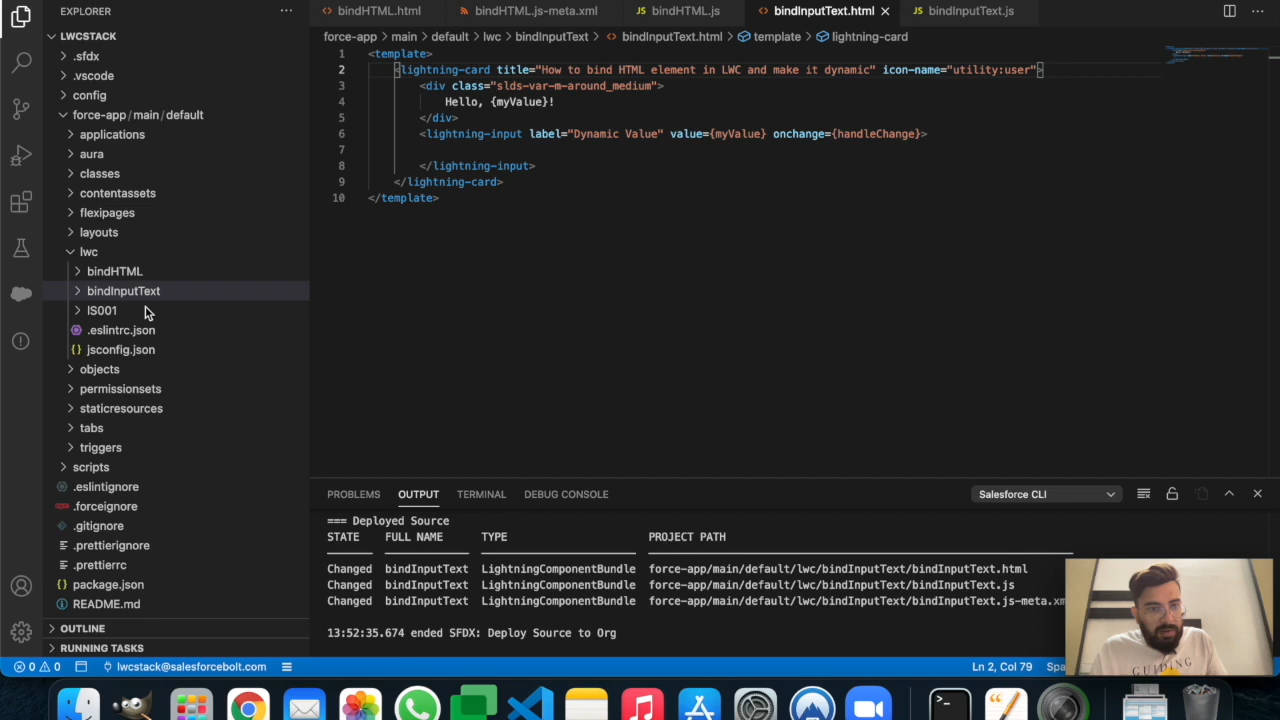 EXPLORER
LWCSTACK
.sfdx
.vscode
config
force-app/main/default
applications
aura
classes
contentassets
flexipages
layouts
lwc
bindHTML
bindInputText
IS001
.eslintrc.json
{} jsconfig.json
objects
permissionsets
staticresources
tabs
triggers
scripts
.eslintignore
.forceignore
.gitignore
.prettierignore
.prettierrc
{} package.json
README.md
OUTLINE
RUNNING TASKS
bindHTML.html
bindHTML.js-meta.xml
JS bindHTML.js
bindInputText.html
JS bindInputText.js
force-app > main > default > lwc > bindInputText > bindInputText.html > template > lightning-card
1 <template>
2 <lightning-card title="How to bind HTML element in LWC and make it dynamic" icon-name="utility:user">
3 <div class="slds-var-m-around_medium">
4 Hello, {myValue}!
5 </div>
6 <lightning-input label="Dynamic Value" value={myValue} onchange={handleChange}>
7
8 </lightning-input>
9 </lightning-card>
10 </template>
PROBLEMS OUTPUT TERMINAL DEBUG CONSOLE
Salesforce CLI
=== Deployed Source
STATE FULL NAME TYPE PROJECT PATH
Changed bindInputText LightningComponentBundle force-app/main/default/lwc/bindInputText/bindInputText.html
Changed bindInputText LightningComponentBundle force-app/main/default/lwc/bindInputText/bindInputText.js
Changed bindInputText LightningComponentBundle force-app/main/default/lwc/bindInputText/bindInputText.js-meta.xm
13:52:35.674 ended SFDX: Deploy Source to Org
0 0 lwcstack@salesforcebolt.com
Ln 2, Col 79 Spa
GUIDING